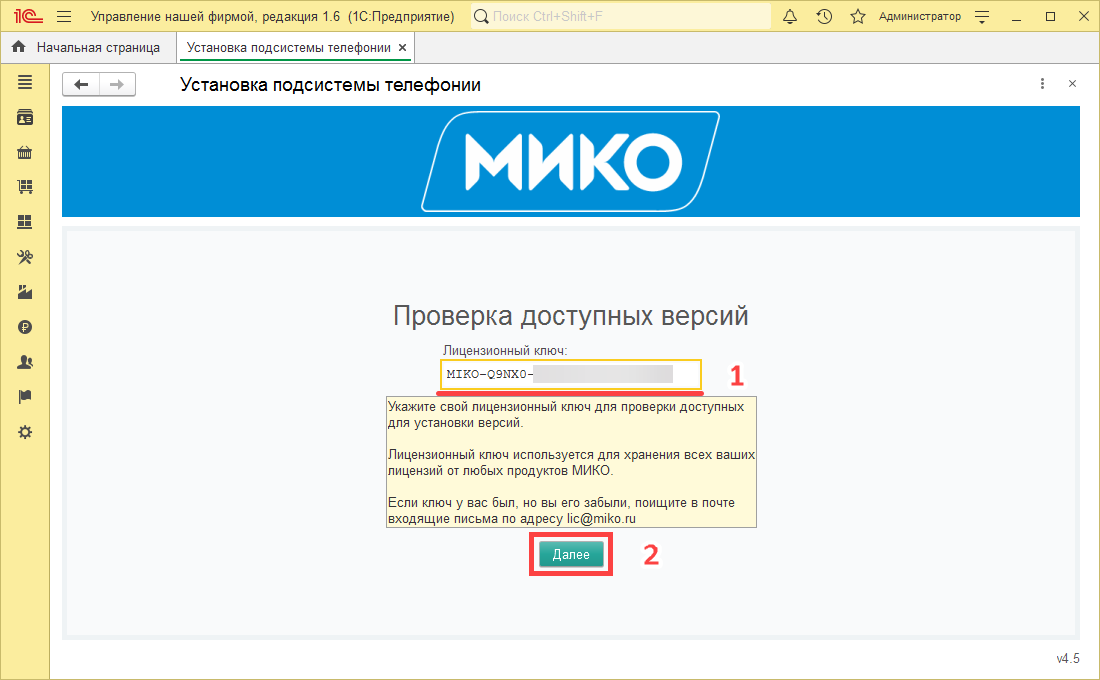 1С Управление нашей фирмой, редакция 1.6 (1С:Предприятие) Поиск Ctrl+Shift+F Администратор
Начальная страница Установка подсистемы телефонии
Установка подсистемы телефонии
МИКО
Проверка доступных версий
Лицензионный ключ:
MIKO-Q9NX0- 1
Укажите свой лицензионный ключ для проверки доступных
для установки версий.
Лицензионный ключ используется для хранения всех ваших
лицензий от любых продуктов МИКО.
Если ключ у вас был, но вы его забыли, поищите в почте
входящие письма по адресу lic@miko.ru
Далее 2
v4.5